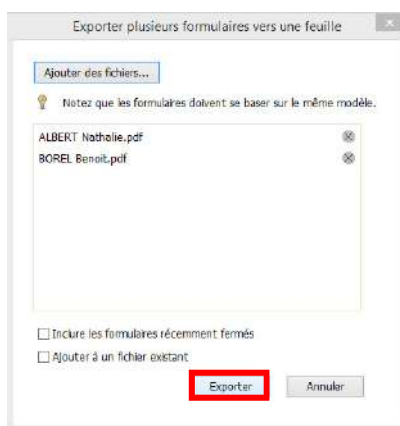 Exporter plusieurs formulaires vers une feuille
Ajouter des fichiers...
Notez que les formulaires doivent se baser sur le même modèle.
ALBERT Nathalie.pdf
BOREL Benoit.pdf
Inclure les formulaires récemment fermés
Ajouter à un fichier existant
Exporter Annuler